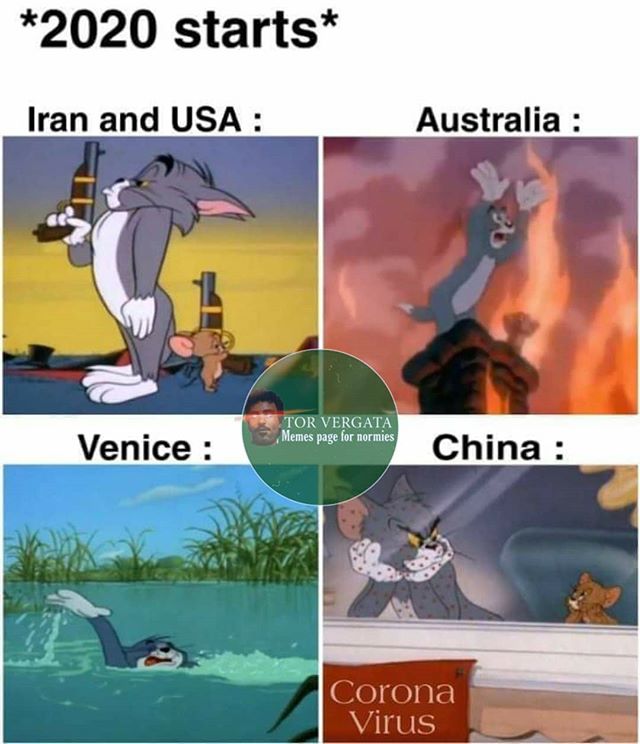 *2020 starts*
Iran and USA :
Australia :
TOR VERGATA
Memes page for normies
Venice :
China :
Corona
Virus